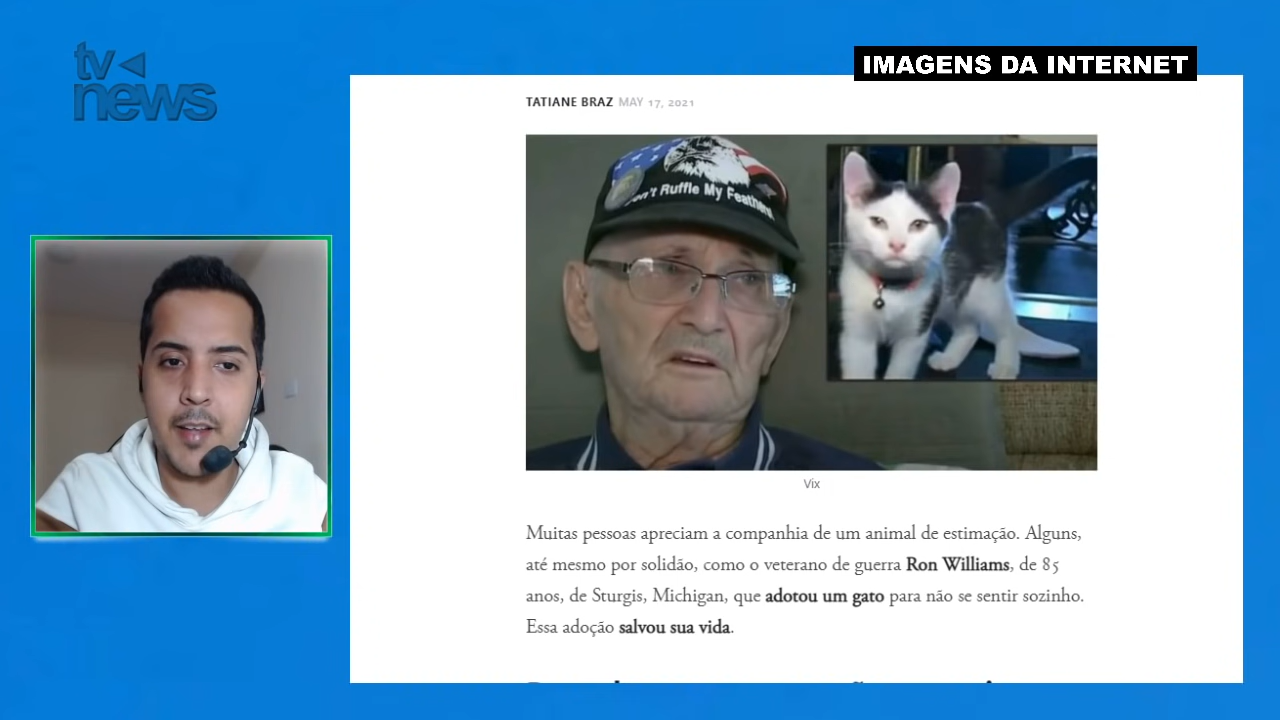 tv
news
IMAGENS DA INTERNET
TATIANE BRAZ MAY 17, 2021
n't Ruffle My Feathers
Vix
Muitas pessoas apreciam a companhia de um animal de estimação. Alguns,
até mesmo por solidão, como o veterano de guerra Ron Williams, de 85
anos, de Sturgis, Michigan, que adotou um gato para não se sentir sozinho.
Essa adoção salvou sua vida.